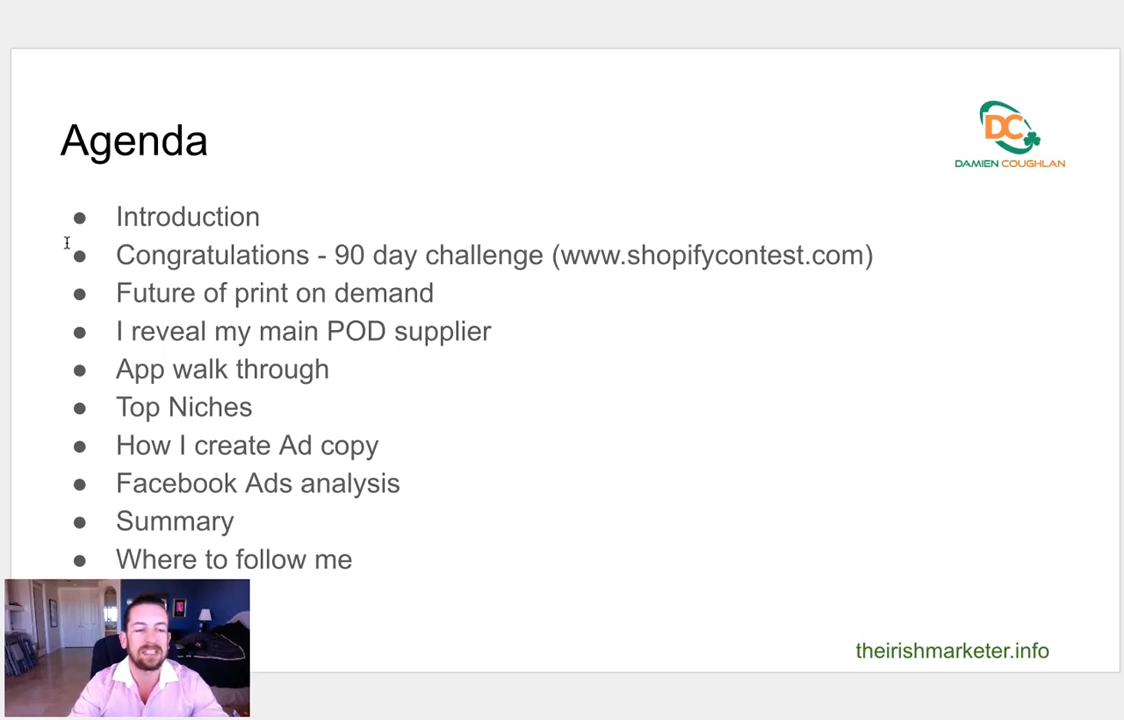 Agenda
DC
DAMIEN COUGHLAN
● Introduction
● Congratulations - 90 day challenge (www.shopifycontest.com)
● Future of print on demand
● I reveal my main POD supplier
● App walk through
● Top Niches
● How I create Ad copy
● Facebook Ads analysis
● Summary
● Where to follow me
theirishmarketer.info